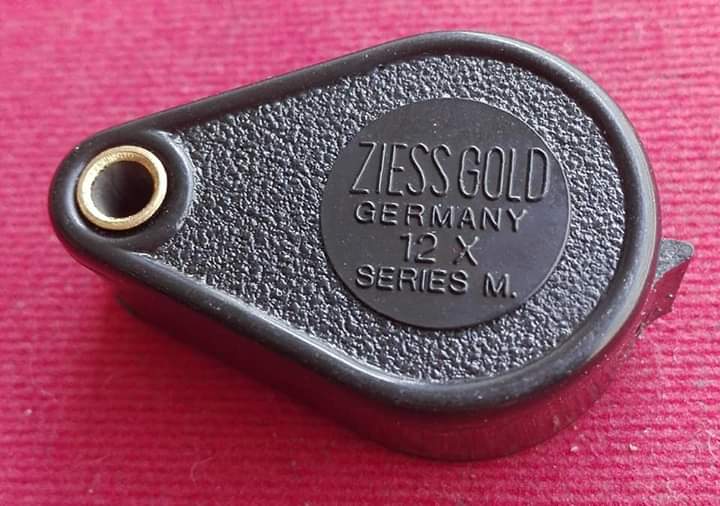 ZIESS GOLD
GERMANY
12 X
SERIES M.